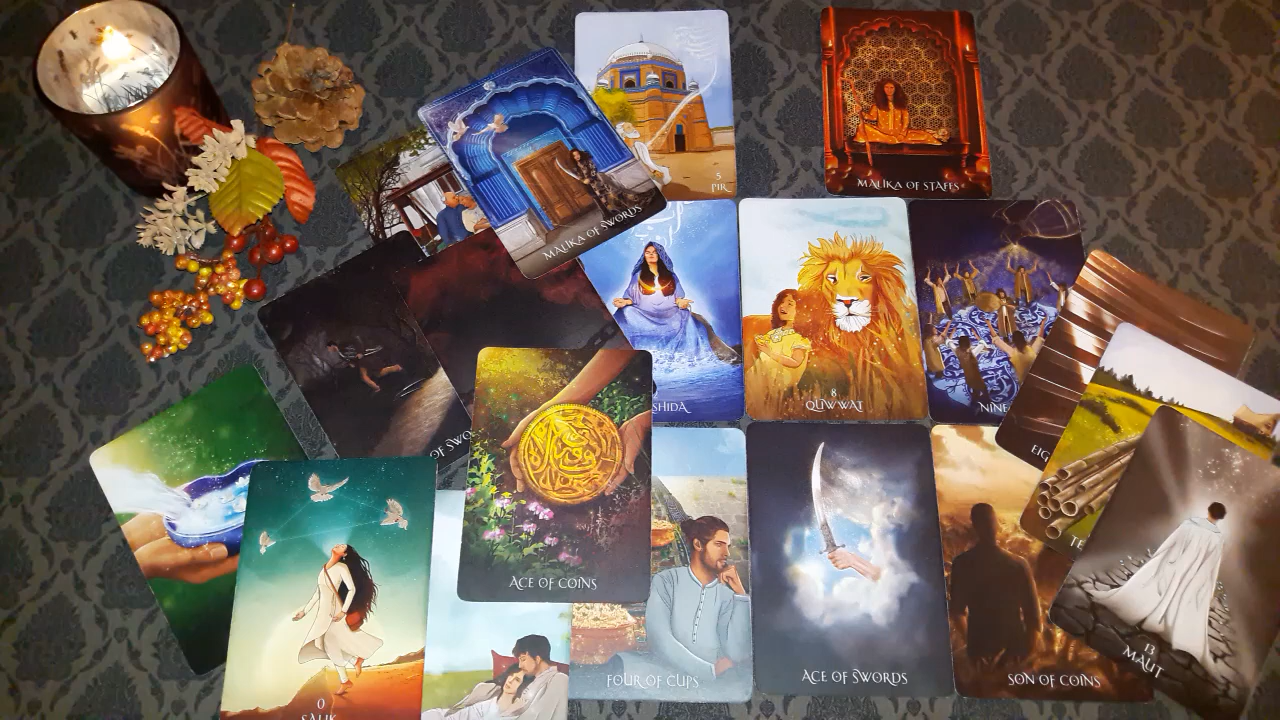 5
PIR
MALIKA OF STAFFS
MALIKA OF SWORDS
SHIDA
8
QUWWAT
NINE
EIG
OF SWO
TE
ACE OF COINS
FOUR OF CUPS
ACE OF SWORDS
SON OF COINS
13
MAUT
0
SALIK